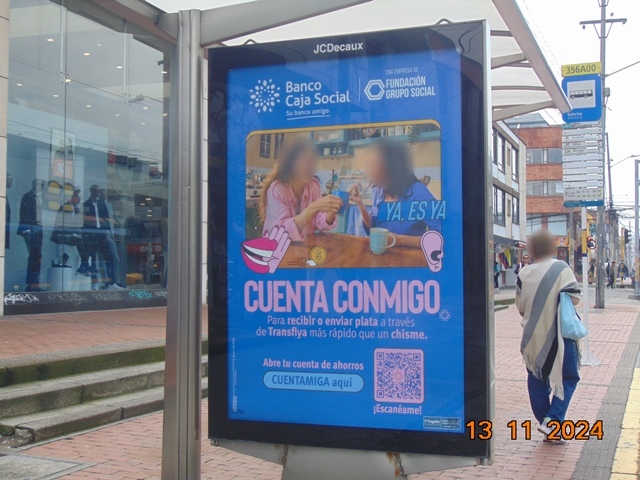 JCDecaux
Banco
Caja Social
Su banco amigo.
UNA EMPRESA DE
FUNDACIÓN
GRUPO SOCIAL
YA, ES YA
CUENTA CONMIGO
Para recibir o enviar plata a través
de Transfiya más rápido que un chisme.
Abre tu cuenta de ahorros
CUENTAMIGA aquí
¡Escanéame!
356A00
13 11 2024